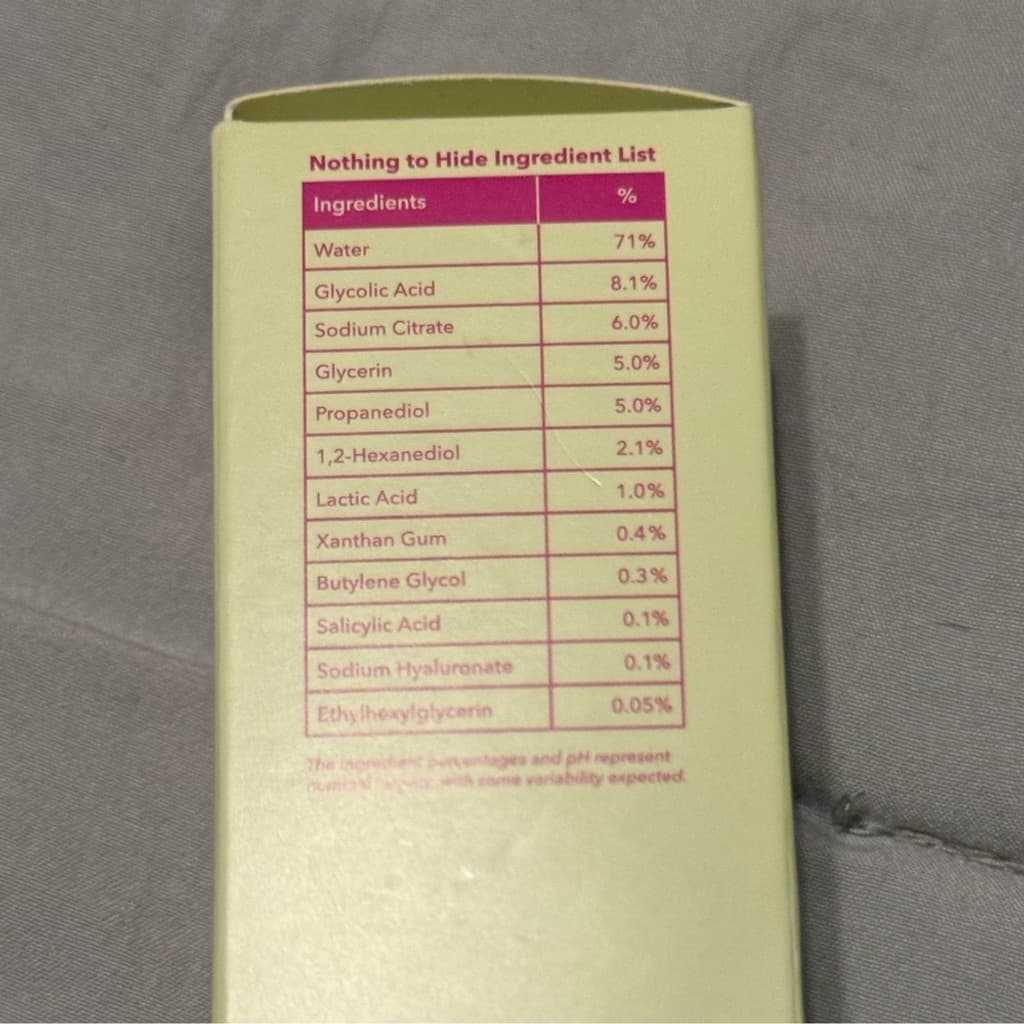 Nothing to Hide Ingredient List
Ingredients %
Water 71%
Glycolic Acid 8.1%
Sodium Citrate 6.0%
Glycerin 5.0%
Propanediol 5.0%
1,2-Hexanediol 2.1%
Lactic Acid 1.0%
Xanthan Gum 0.4%
Butylene Glycol 0.3%
Salicylic Acid 0.1%
Sodium Hyaluronate 0.1%
Ethylhexylglycerin 0.05%
The ingredient percentages and pH represent
with some variability expected.